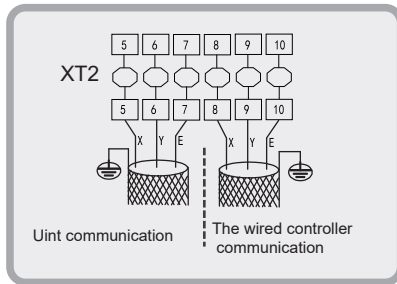 5 6 7 8 9 10
XT2
5 6 7 8 9 10
X Y E X Y E
Uint communication
The wired controller
communication